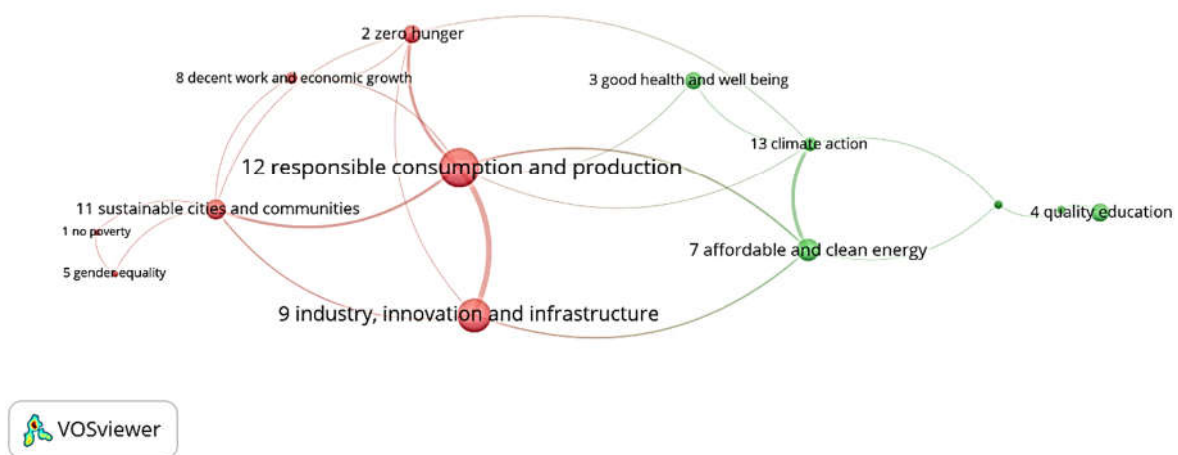 2 zero hunger
8 decent work and economic growth
3 good health and well being
13 climate action
12 responsible consumption and production
11 sustainable cities and communities
4 quality education
1 no poverty
7 affordable and clean energy
5 gender equality
9 industry, innovation and infrastructure
VOSviewer